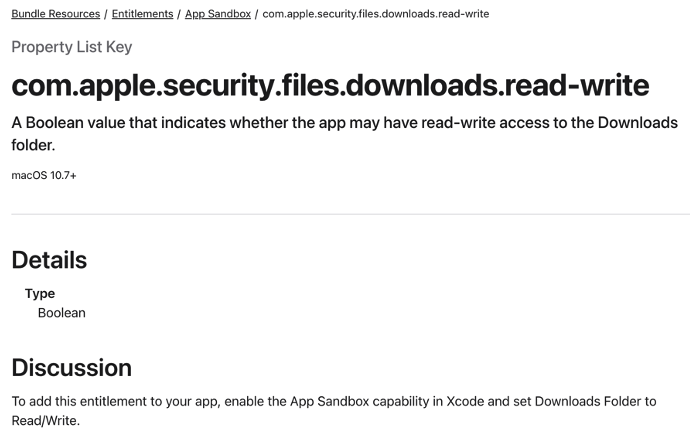 Bundle Resources / Entitlements / App Sandbox / com.apple.security.files.downloads.read-write
Property List Key
com.apple.security.files.downloads.read-write
A Boolean value that indicates whether the app may have read-write access to the Downloads
folder.
macOS 10.7+
Details
Type
Boolean
Discussion
To add this entitlement to your app, enable the App Sandbox capability in Xcode and set Downloads Folder to
Read/Write.